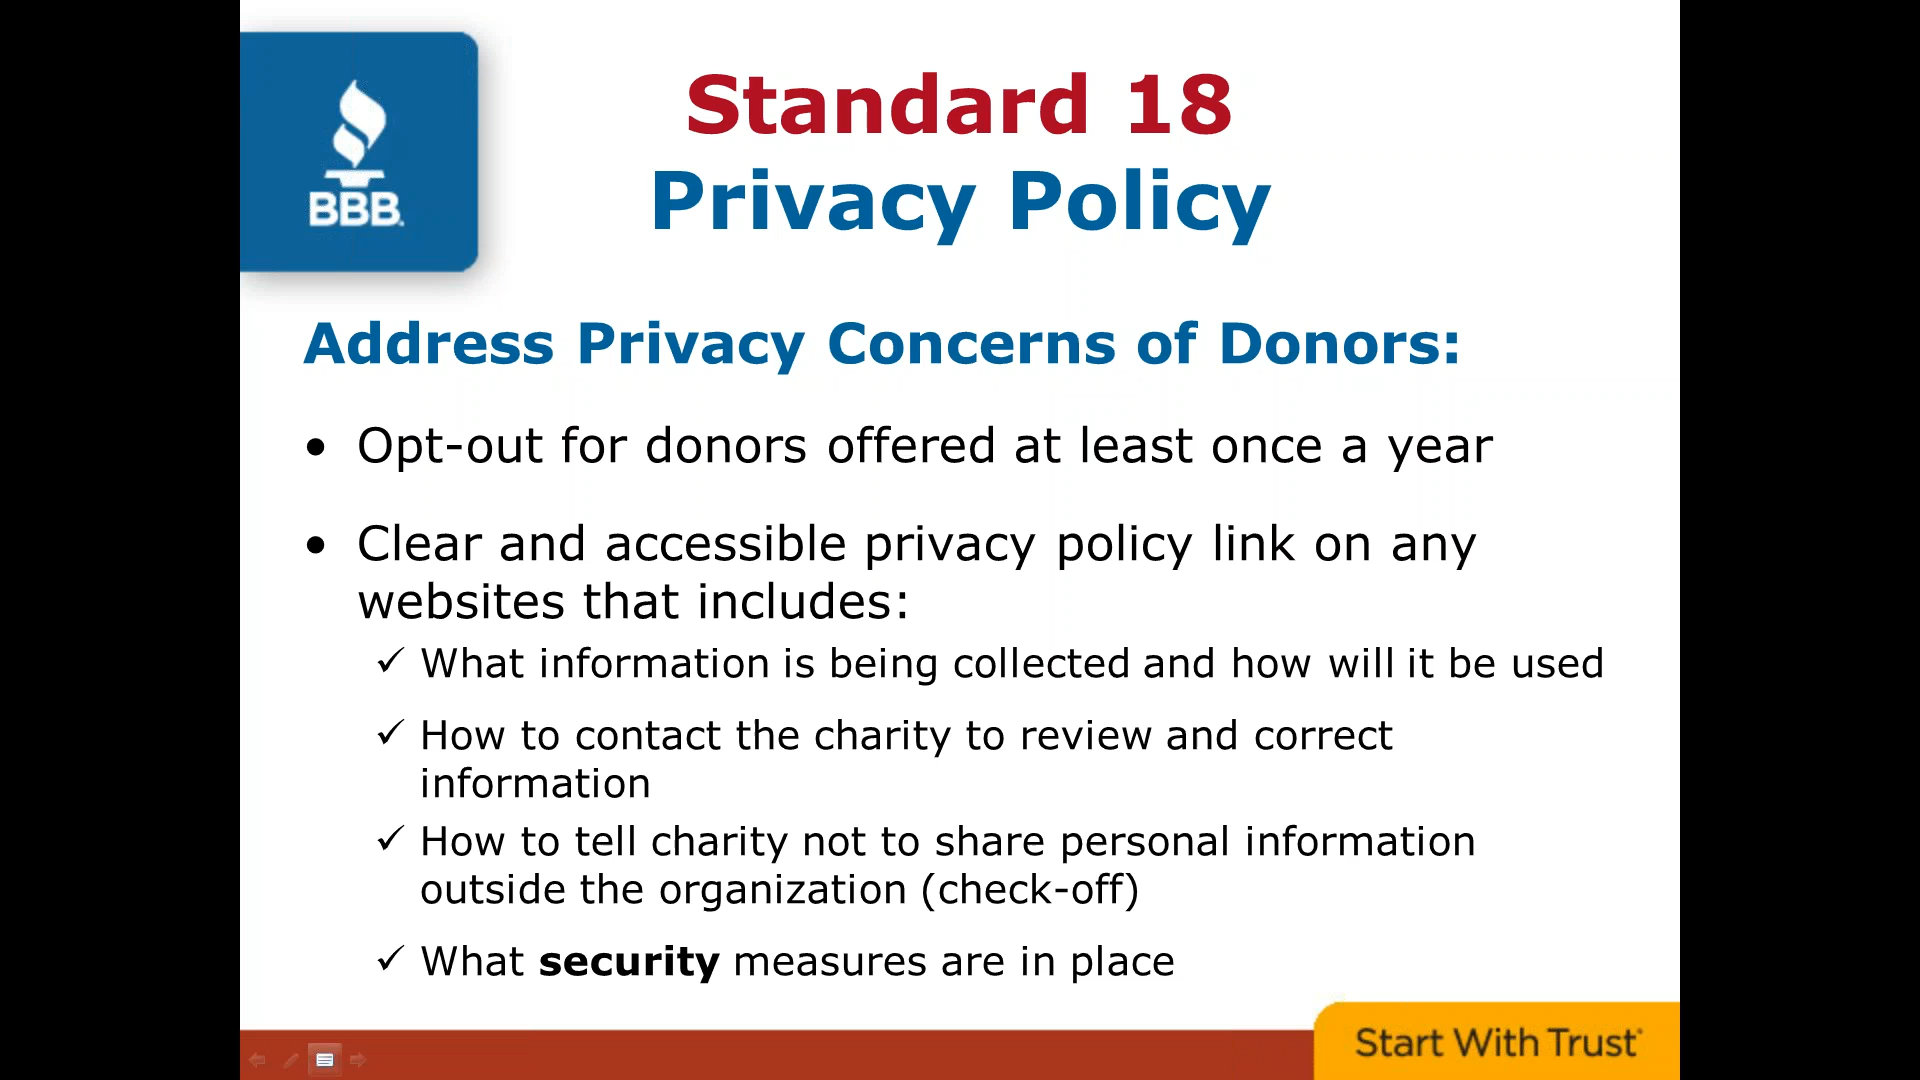 BBB.
Standard 18
Privacy Policy
Address Privacy Concerns of Donors:
• Opt-out for donors offered at least once a year
• Clear and accessible privacy policy link on any
websites that includes:
✓ What information is being collected and how will it be used
✓ How to contact the charity to review and correct
information
✓ How to tell charity not to share personal information
outside the organization (check-off)
✓ What security measures are in place
Start With Trust